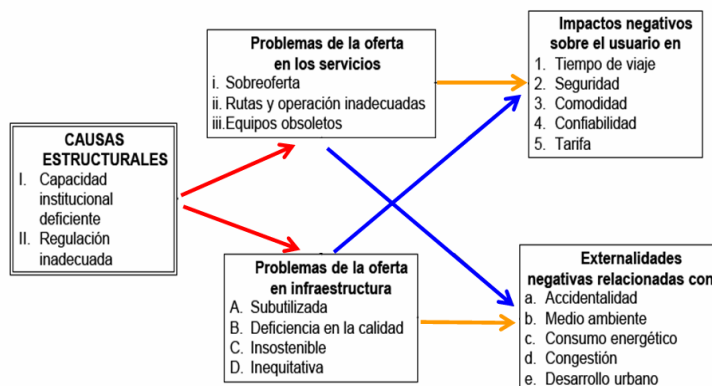 CAUSAS
ESTRUCTURALES
I. Capacidad
institucional
deficiente
II. Regulación
inadecuada
Problemas de la oferta
en los servicios
i. Sobreoferta
ii. Rutas y operación inadecuadas
iii.Equipos obsoletos
Problemas de la oferta
en infraestructura
A. Subutilizada
B. Deficiencia en la calidad
C. Insostenible
D. Inequitativa
Impactos negativos
sobre el usuario en
1. Tiempo de viaje
2. Seguridad
3. Comodidad
4. Confiabilidad
5. Tarifa
Externalidades
negativas relacionadas con
a. Accidentalidad
b. Medio ambiente
c. Consumo energético
d. Congestión
e. Desarrollo urbano